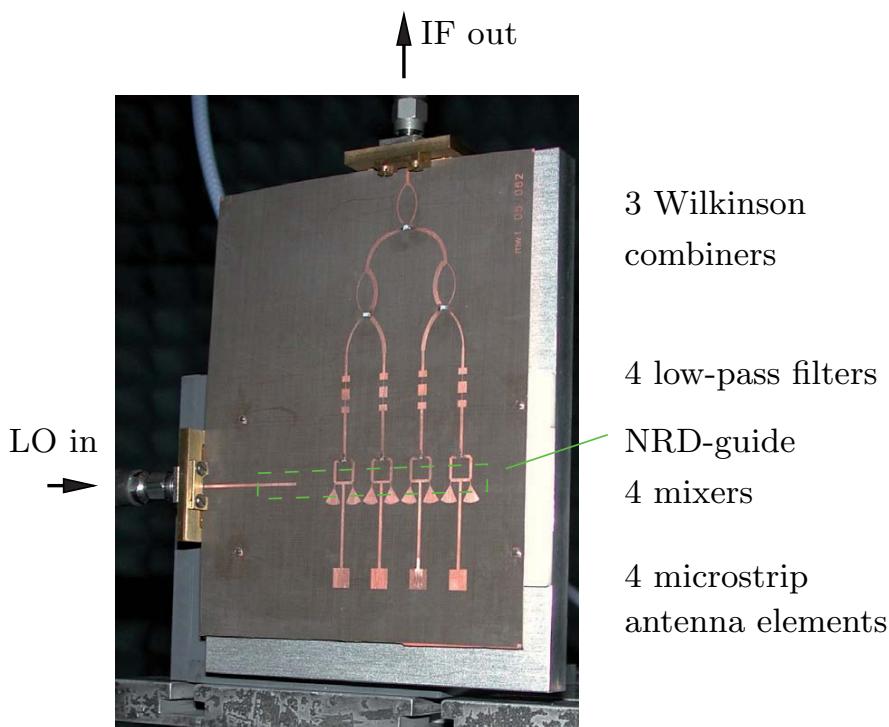 IF out
3 Wilkinson
combiners
4 low-pass filters
LO in
NRD-guide
4 mixers
4 microstrip
antenna elements